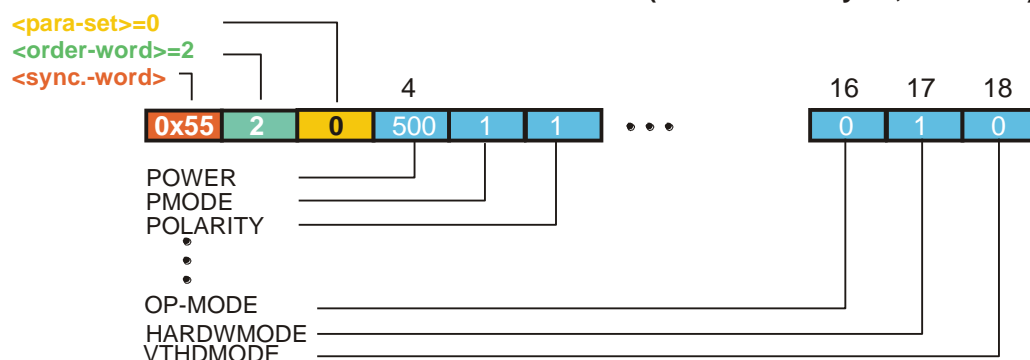 <para-set>=0
<order-word>=2
<sync.-word>
4 16 17 18
0x55 2 0 500 1 1 0 1 0
POWER
PMODE
POLARITY
OP-MODE
HARDWMODE
VTHDMODE